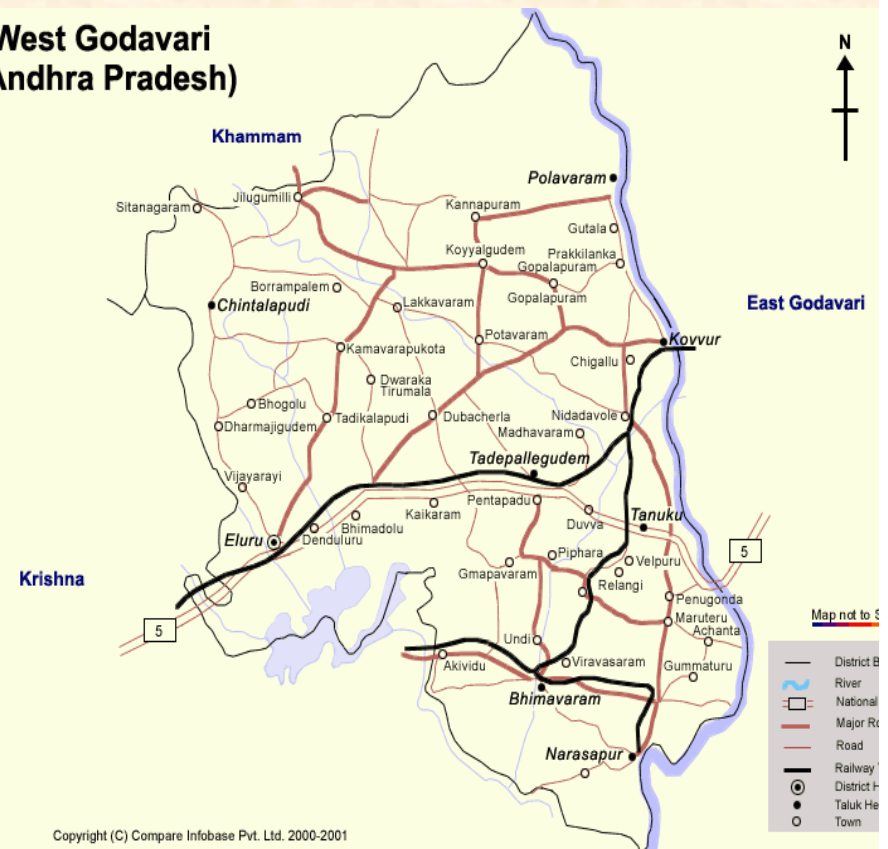 West Godavari
Andhra Pradesh)
N
Khammam
Polavaram
Jilugumilli
Sitanagaram
Kannapuram
Gutala
Koyyalgudem
Prakkilanka
Gopalapuram
Borrampalem
Gopalapuram
East Godavari
Chintalapudi
Lakkavaram
Potavaram
Kovvur
Kamavarapukota
Chigallu
Dwaraka
Tirumala
Bhogolu
Tadikalapudi
Dubacherla
Nidadavole
Dharmajigudem
Madhavaram
Tadepallegudem
Vijayarayi
Pentapadu
Kaikaram
Duvva
Tanuku
Bhimadolu
Eluru
Denduluru
5
Piphara
Velpuru
Gmapavaram
Krishna
Relangi
Penugonda
Map not to S
5
Maruteru
Achanta
Undi
Akividu
Viravasaram
Gummaturu
Bhimavaram
Narasapur
District B
River
National
Major Ro
Road
Railway T
District H
Taluk He
Town
Copyright (C) Compare Infobase Pvt. Ltd. 2000-2001